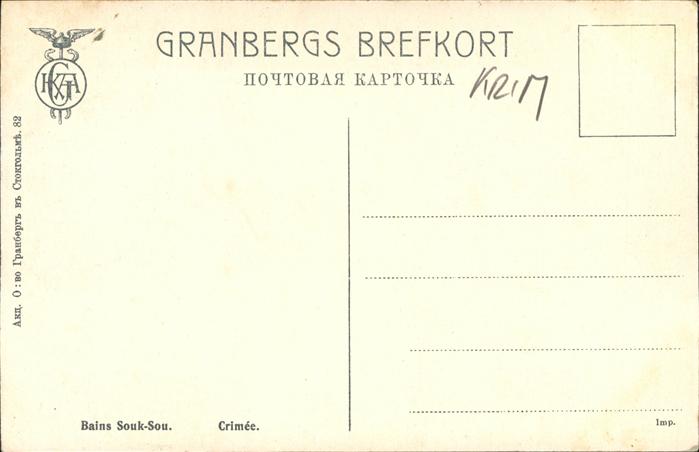 GRANBERGS BREFKORT
ПОЧТОВАЯ КАРТОЧКА
KRIM
Акц. О:во Гранбергъ въ Стокгольмѣ. 82
Bains Souk-Sou. Crimée.
Imp.